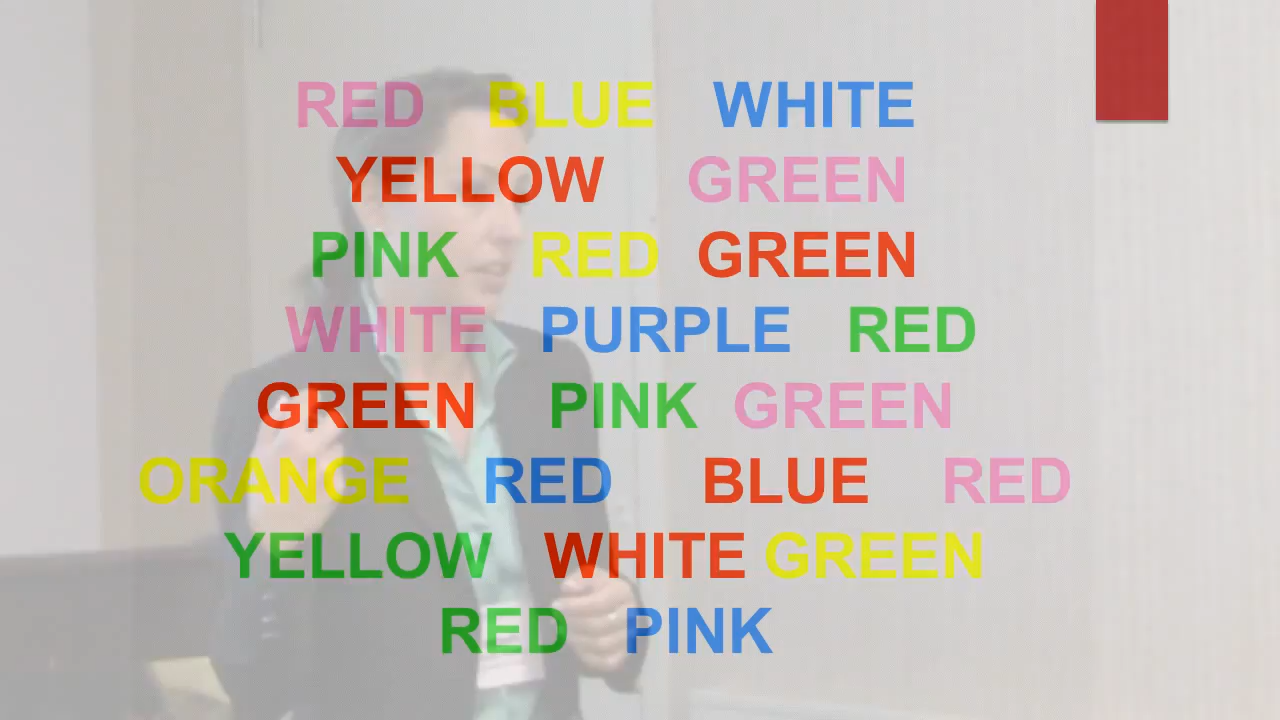 RED BLUE WHITE
YELLOW GREEN
PINK RED GREEN
WHITE PURPLE RED
GREEN PINK GREEN
ORANGE RED BLUE RED
YELLOW WHITE GREEN
RED PINK